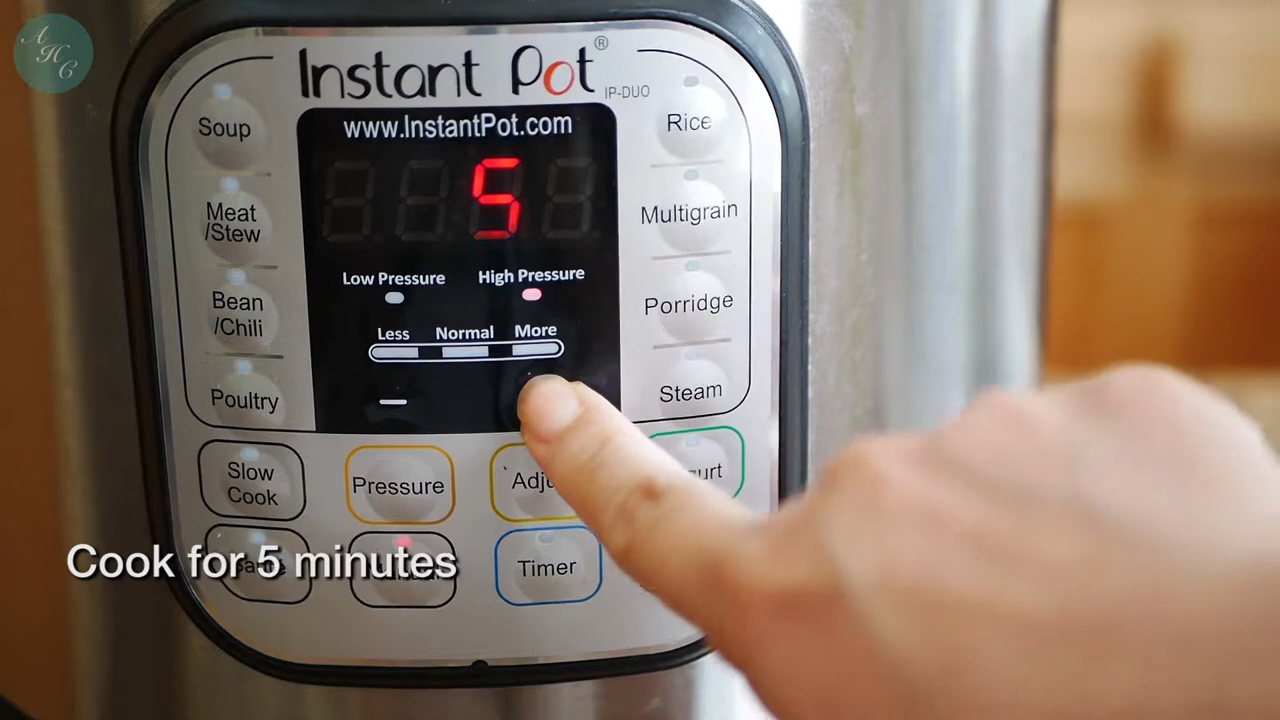 AHC
Instant Pot®
IP-DUO
www.InstantPot.com
5
Low Pressure
High Pressure
Less Normal More
Soup
Meat
/Stew
Bean
/Chili
Poultry
Rice
Multigrain
Porridge
Steam
Slow
Cook
Pressure
Timer
Cook for 5 minutes